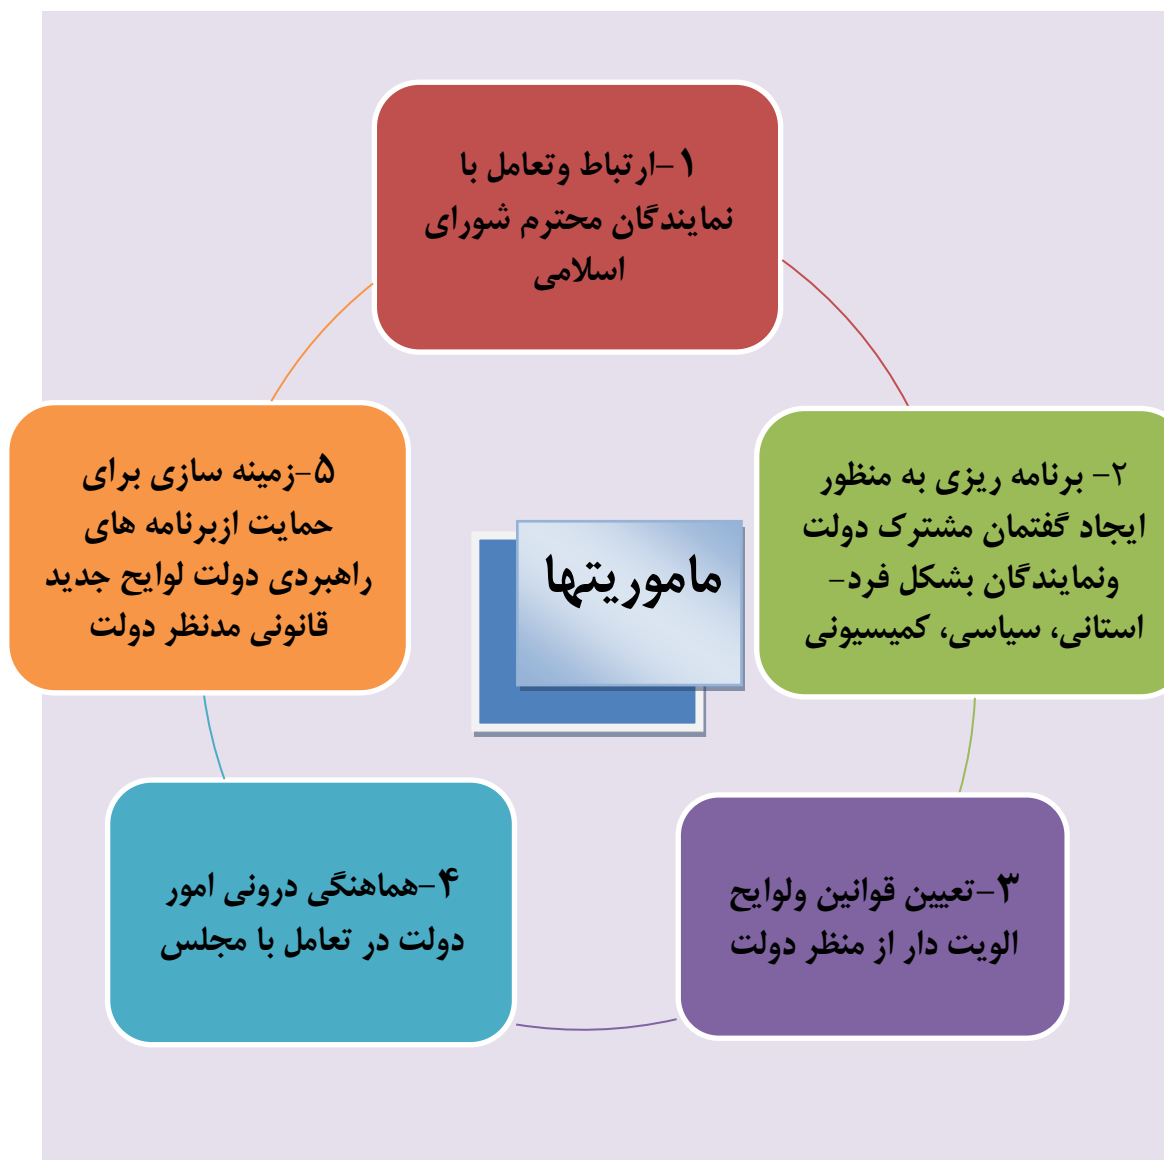 ۱-ارتباط وتعامل با
نمایندگان محترم شورای
اسلامی
۲- برنامه ریزی به منظور
ایجاد گفتمان مشترک دولت
ونمایندگان بشکل فرد-
استانی، سیاسی، کمیسیونی
۳-تعیین قوانین ولوایح
الویت دار از منظر دولت
۴-هماهنگی درونی امور
دولت در تعامل با مجلس
۵-زمینه سازی برای
حمایت ازبرنامه های
راهبردی دولت لوایح جدید
قانونی مدنظر دولت
ماموریتها